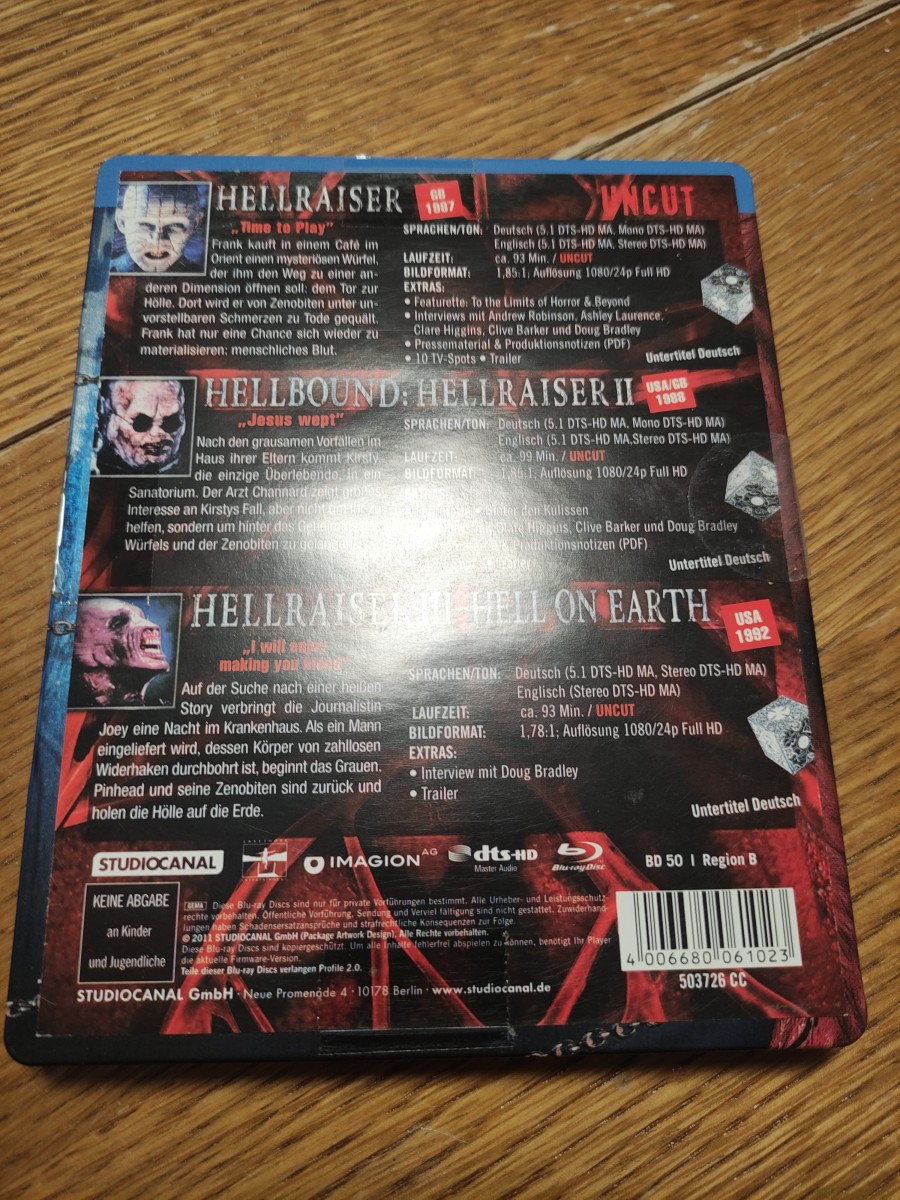 HELLRAISER
GB
1987
UNCUT
„Time to Play”
Frank kauft in einem Café im
Orient einen mysteriösen Würfel,
der ihm den Weg zu einer an-
deren Dimension öffnen soll: dem Tor zur
Hölle. Dort wird er von Zenobiten unter un-
vorstellbaren Schmerzen zu Tode gequält.
Frank hat nur eine Chance sich wieder zu
materialisieren: menschliches Blut.
SPRACHEN/TON: Deutsch (5.1 DTS-HD MA, Mono DTS-HD MA)
Englisch (5.1 DTS-HD MA, Stereo DTS-HD MA)
LAUFZEIT: ca. 93 Min. / UNCUT
BILDFORMAT: 1,85:1; Auflösung 1080/24p Full HD
EXTRAS:
• Featurette: To the Limits of Horror & Beyond
• Interviews mit Andrew Robinson, Ashley Laurence,
Clare Higgins, Clive Barker und Doug Bradley
• Pressematerial & Produktionsnotizen (PDF)
• 10 TV-Spots • Trailer
Untertitel Deutsch
HELLBOUND: HELLRAISER II
USA/GB
1988
„Jesus wept”
Nach den grausamen Vorfällen im
Haus ihrer Eltern kommt Kirsty,
die einzige Überlebende, in ein
Sanatorium. Der Arzt Channard zeigt großes
Interesse an Kirstys Fall, aber nicht um ihr zu
helfen, sondern um hinter das Geheimnis des
Würfels und der Zenobiten zu gelangen
SPRACHEN/TON: Deutsch (5.1 DTS-HD MA, Mono DTS-HD MA)
Englisch (5.1 DTS-HD MA,Stereo DTS-HD MA)
LAUFZEIT: ca. 99 Min. / UNCUT
BILDFORMAT: 1,85:1; Auflösung 1080/24p Full HD
EXTRAS:
• Hinter den Kulissen
Clare Higgins, Clive Barker und Doug Bradley
& Produktionsnotizen (PDF)
Trailer
Untertitel Deutsch
HELLRAISER III: HELL ON EARTH
USA
1992
„I will enjoy
making you bleed”
Auf der Suche nach einer heißen
Story verbringt die Journalistin
Joey eine Nacht im Krankenhaus. Als ein Mann
eingeliefert wird, dessen Körper von zahllosen
Widerhaken durchbohrt ist, beginnt das Grauen.
Pinhead und seine Zenobiten sind zurück und
holen die Hölle auf die Erde.
SPRACHEN/TON: Deutsch (5.1 DTS-HD MA, Stereo DTS-HD MA)
Englisch (Stereo DTS-HD MA)
LAUFZEIT: ca. 93 Min. / UNCUT
BILDFORMAT: 1,78:1; Auflösung 1080/24p Full HD
EXTRAS:
• Interview mit Doug Bradley
• Trailer
Untertitel Deutsch
STUDIOCANAL
IMAGION AG
dts-HD
Master Audio
Blu-ray Disc
BD 50 | Region B
KEINE ABGABE
an Kinder
und Jugendliche
GEMA Diese Blu-ray Discs sind nur für private Vorführungen bestimmt. Alle Urheber- und Leistungsschutz-
rechte vorbehalten. Öffentliche Vorführung, Sendung und Verviel fältigung sind nicht gestattet. Zuwiderhand-
lungen haben Schadensersatzansprüche und strafrechtliche Konsequenzen zur Folge.
© 2011 STUDIOCANAL GmbH (Package Artwork Design). Alle Rechte vorbehalten.
Diese Blu-ray Discs sind kopiergeschützt. Um alle Inhalte fehlerfrei abspielen zu können, benötigt Ihr Player
die aktuelle Firmware-Version.
Teile dieser Blu-ray Discs verlangen Profile 2.0.
STUDIOCANAL GmbH · Neue Promenade 4 · 10178 Berlin · www.studiocanal.de
4 006680 061023
503726 CC